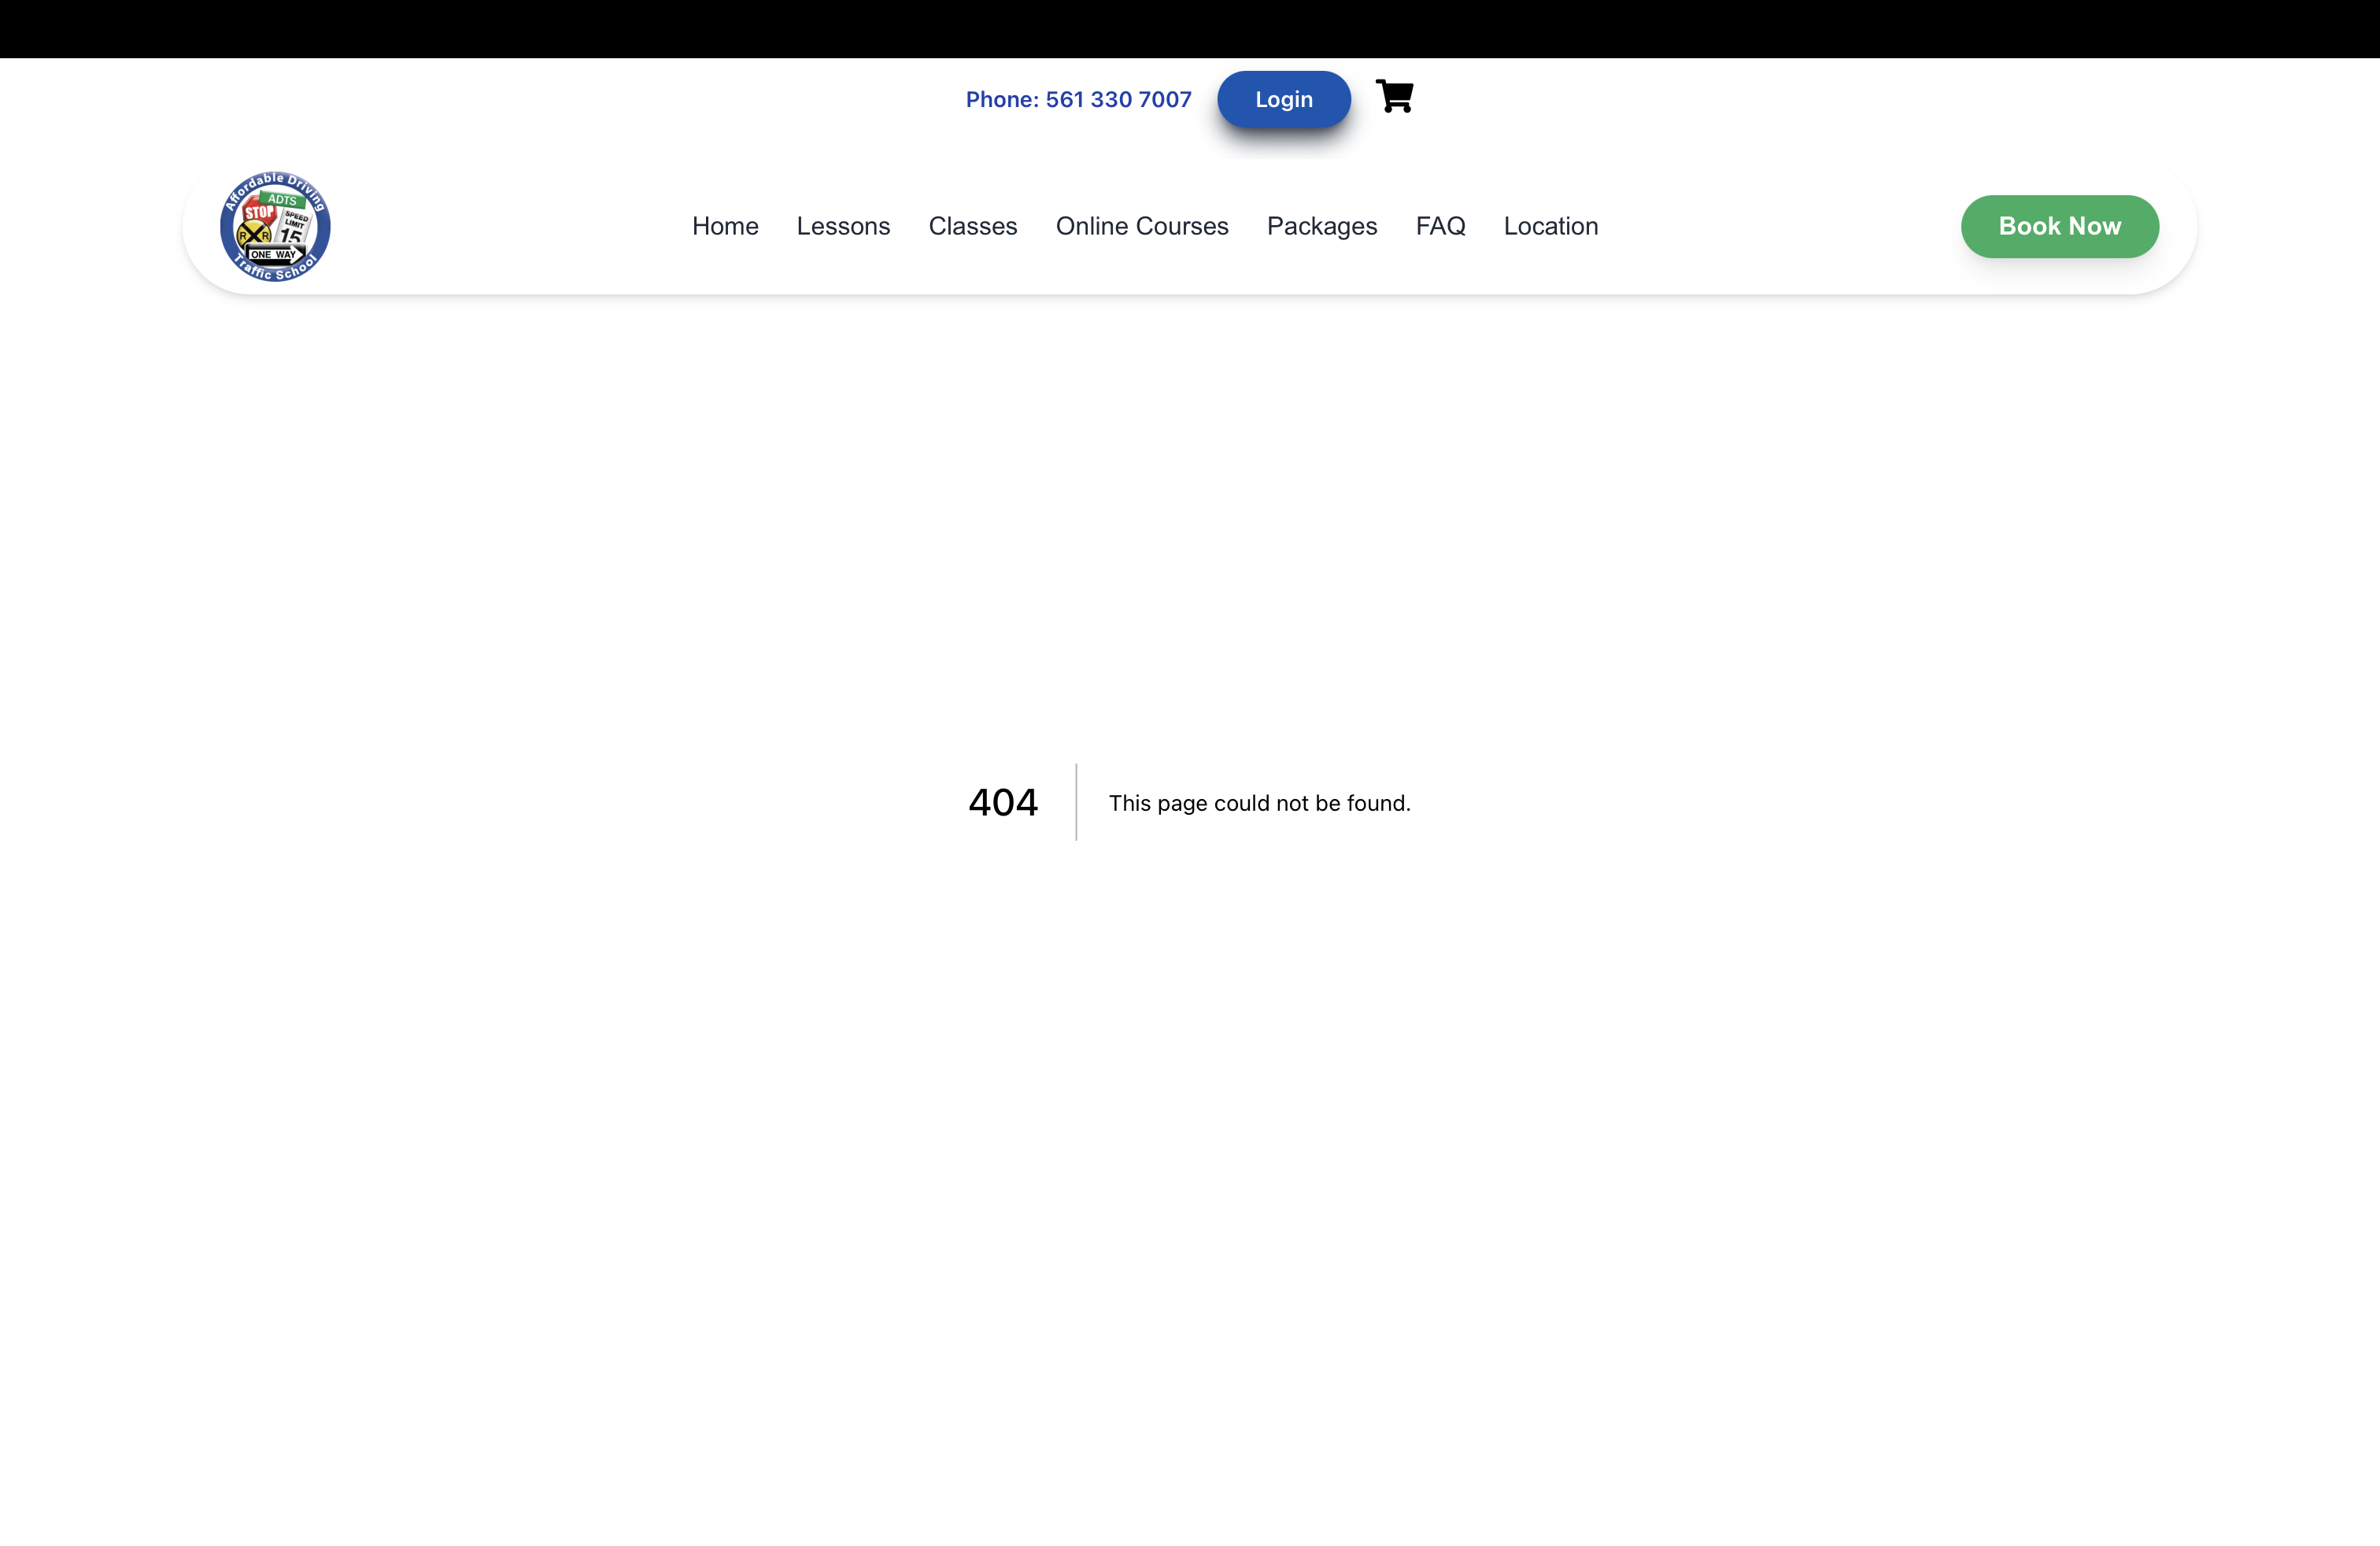 Phone: 561 330 7007
Login
Affordable Driving
ADTS
STOP
SPEED
LIMIT
15
R R
ONE WAY
Traffic School
Home
Lessons
Classes
Online Courses
Packages
FAQ
Location
Book Now
404
This page could not be found.